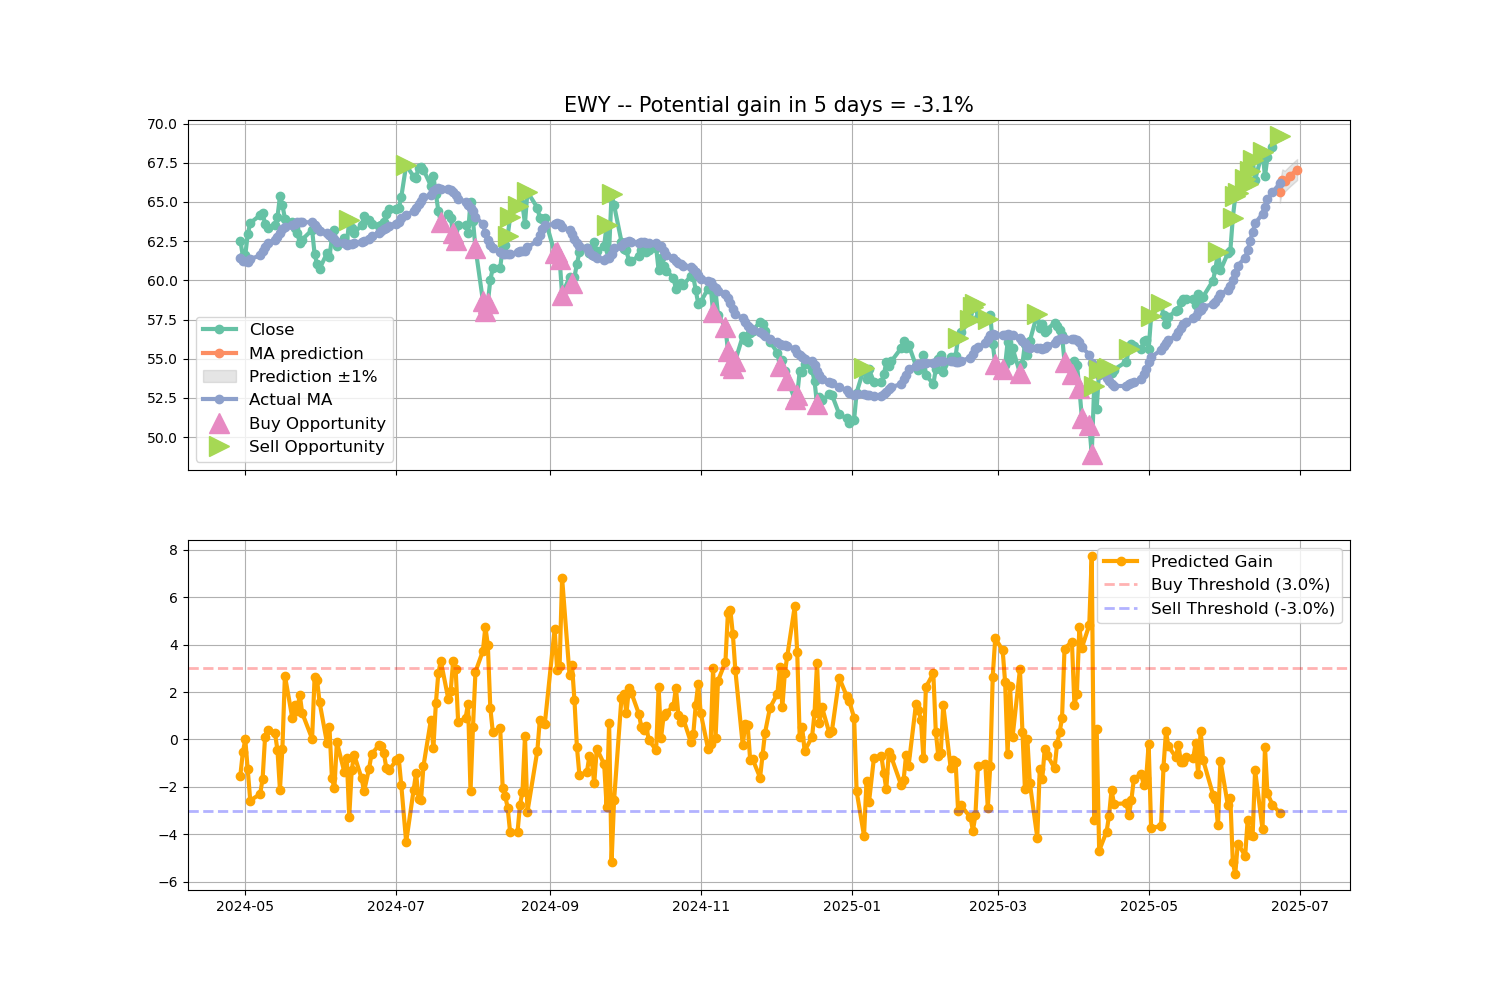 EWY -- Potential gain in 5 days = -3.1%
70.0
67.5
65.0
62.5
60.0
57.5
55.0
52.5
50.0
Close
MA prediction
Prediction ±1%
Actual MA
Buy Opportunity
Sell Opportunity
8
6
4
2
0
−2
−4
−6
Predicted Gain
Buy Threshold (3.0%)
Sell Threshold (-3.0%)
2024-05 2024-07 2024-09 2024-11 2025-01 2025-03 2025-05 2025-07